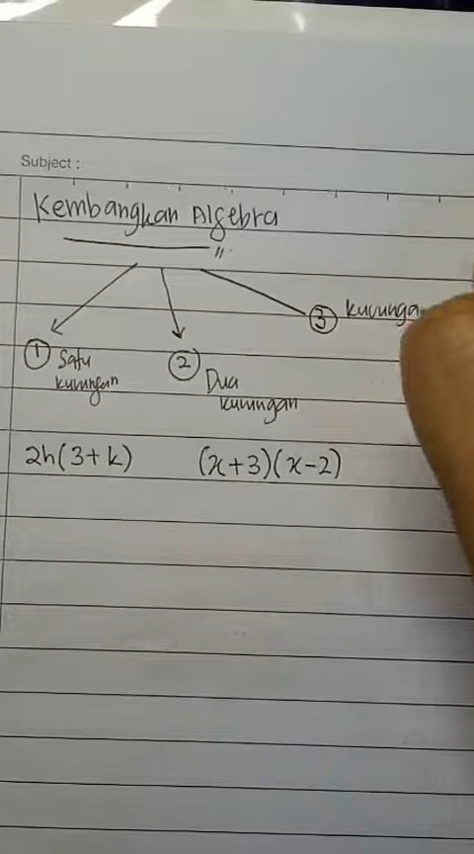 Subject :
Kembangkan Algebra
① Satu
kurungan
② Dua
kurungan
③ kurunga
2h(3+k)
(x+3)(x-2)